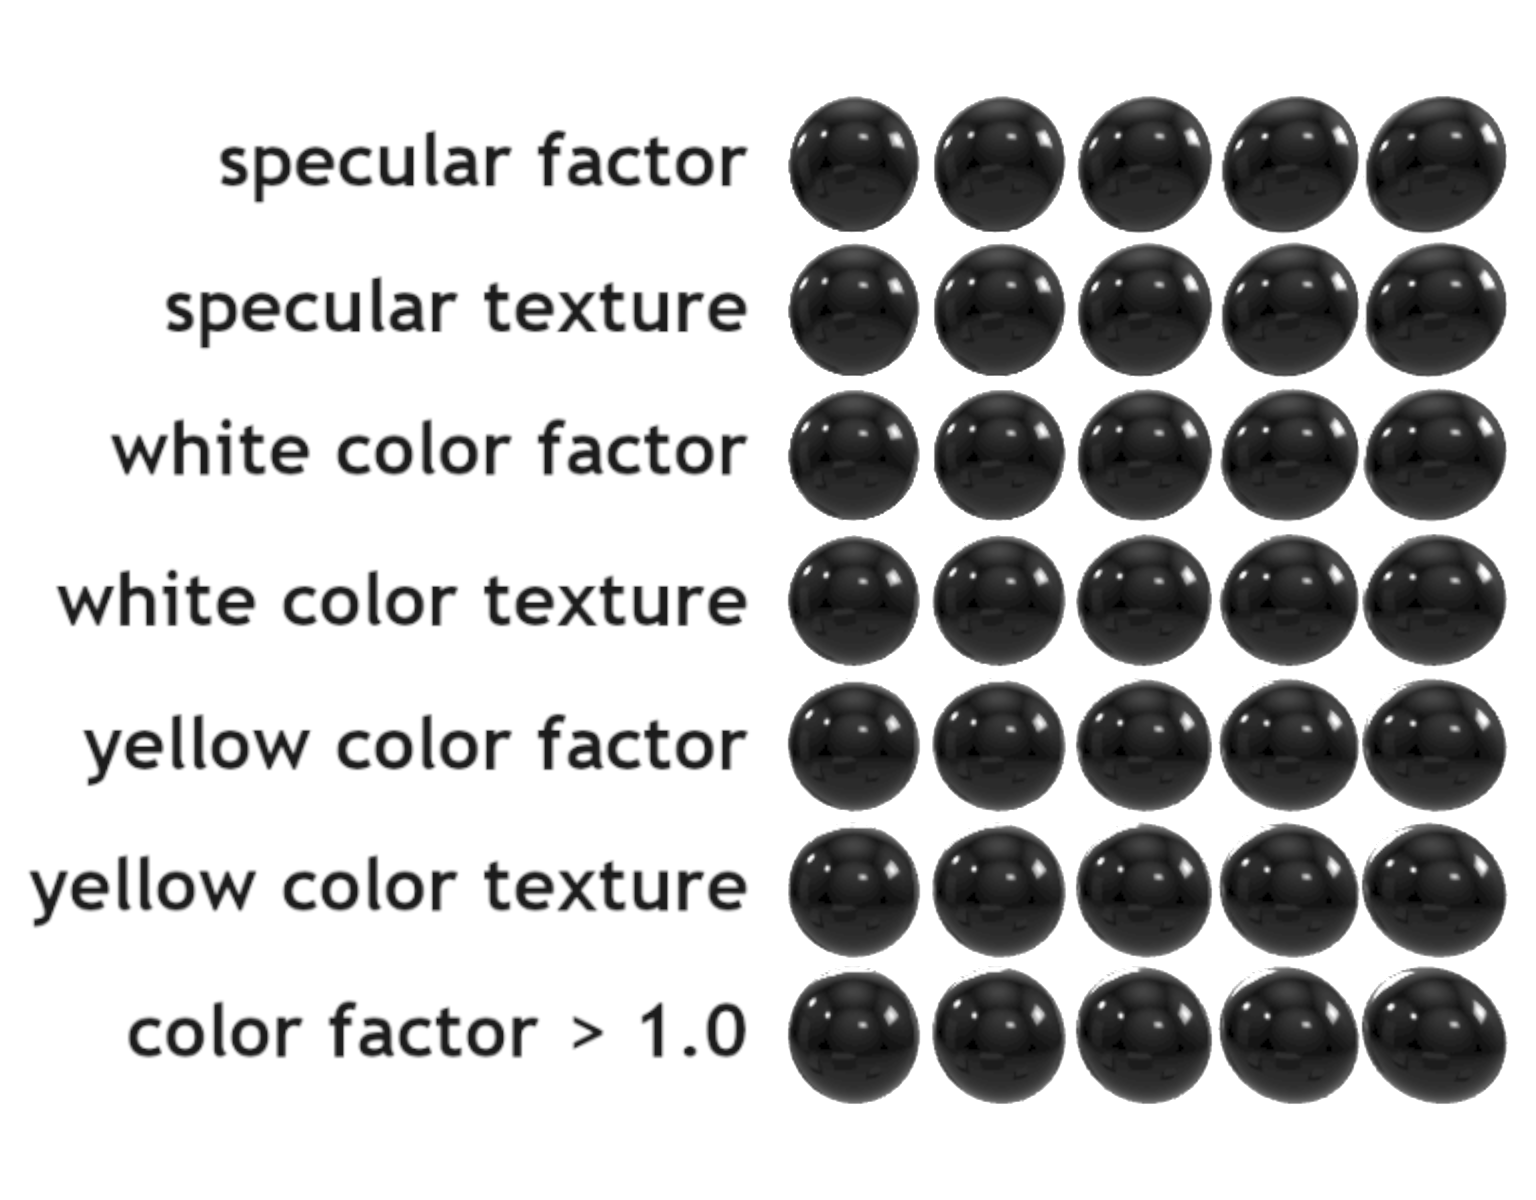 specular factor
specular texture
white color factor
white color texture
yellow color factor
yellow color texture
color factor > 1.0